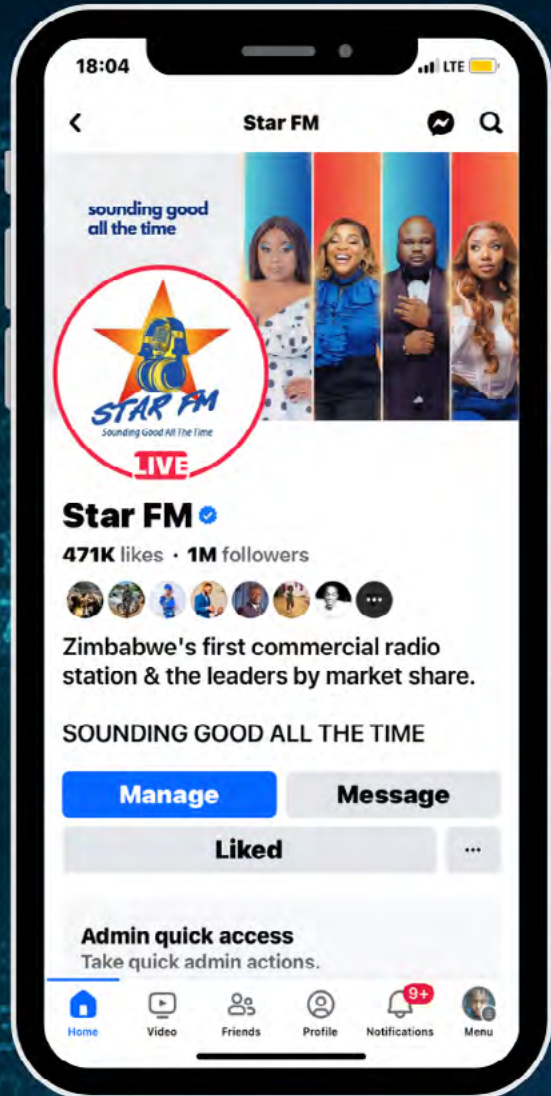 18:04
LTE
Star FM
sounding good
all the time
STAR FM
Sounding Good All The Time
LIVE
Star FM
471K likes · 1M followers
Zimbabwe's first commercial radio
station & the leaders by market share.
SOUNDING GOOD ALL THE TIME
Manage
Message
Liked
Admin quick access
Take quick admin actions.
9+
Home
Video
Friends
Profile
Notifications
Menu